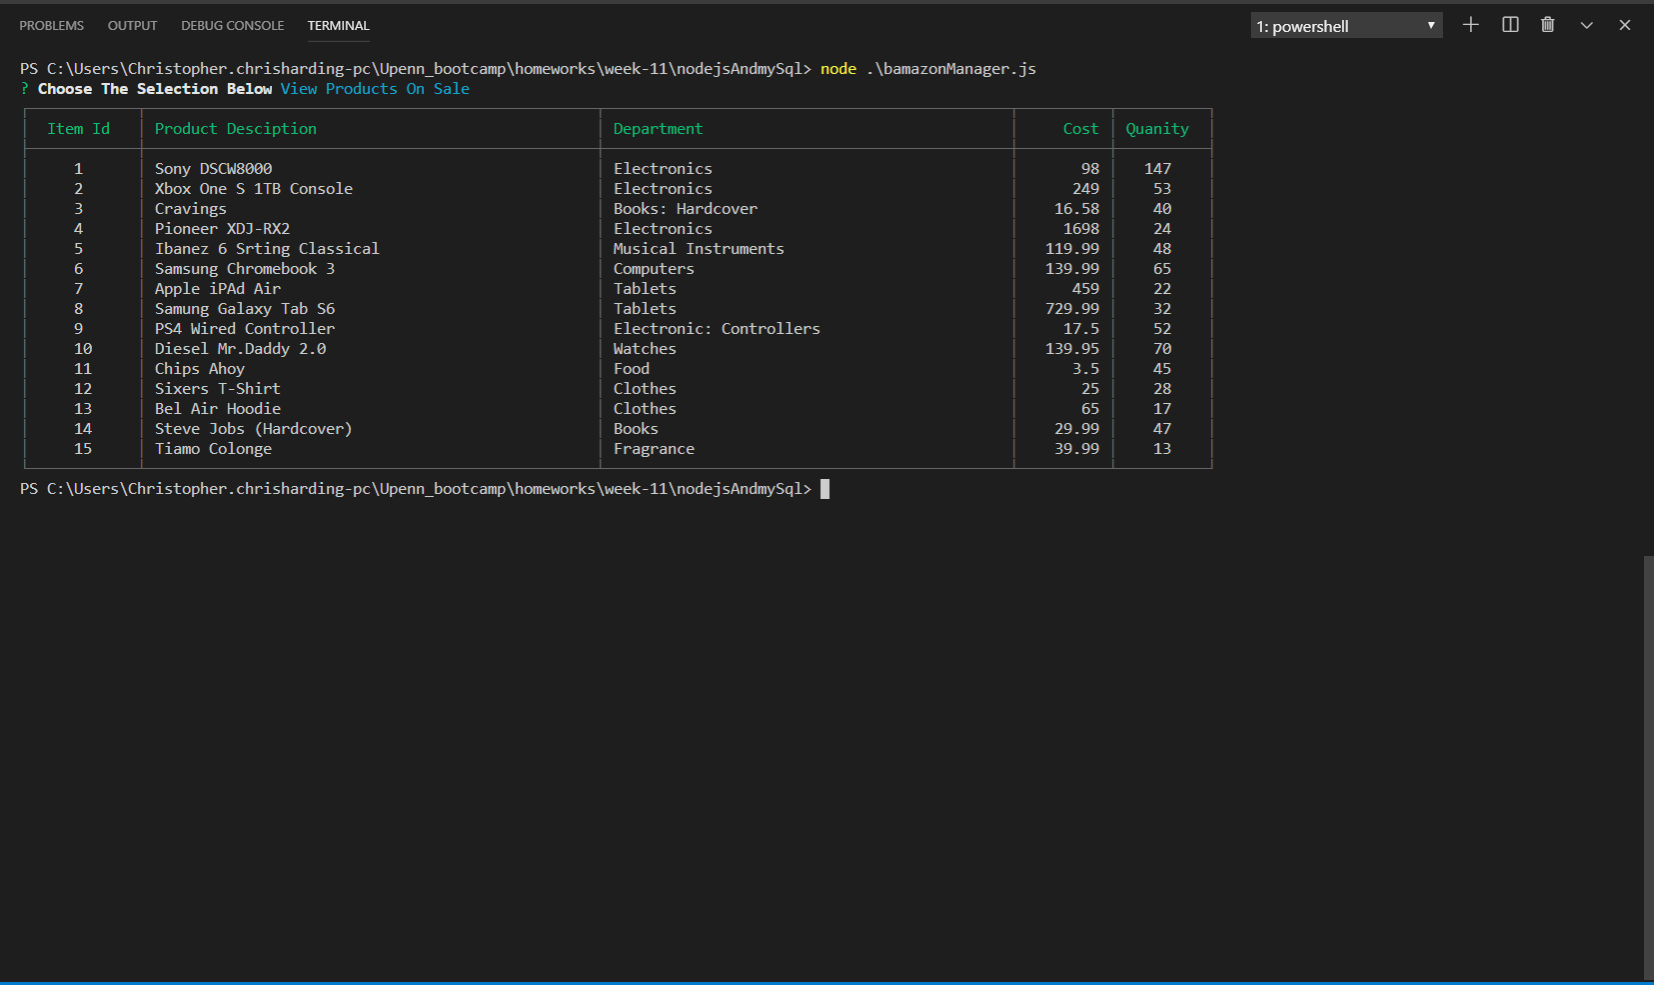 PROBLEMS OUTPUT DEBUG CONSOLE TERMINAL 1: powershell
PS C:\Users\Christopher.chrisharding-pc\Upenn_bootcamp\homeworks\week-11\nodejsAndmySql> node .\bamazonManager.js
? Choose The Selection Below View Products On Sale
Item Id Product Desciption Department Cost Quanity
1 Sony DSCW8000 Electronics 98 147
2 Xbox One S 1TB Console Electronics 249 53
3 Cravings Books: Hardcover 16.58 40
4 Pioneer XDJ-RX2 Electronics 1698 24
5 Ibanez 6 Srting Classical Musical Instruments 119.99 48
6 Samsung Chromebook 3 Computers 139.99 65
7 Apple iPAd Air Tablets 459 22
8 Samung Galaxy Tab S6 Tablets 729.99 32
9 PS4 Wired Controller Electronic: Controllers 17.5 52
10 Diesel Mr.Daddy 2.0 Watches 139.95 70
11 Chips Ahoy Food 3.5 45
12 Sixers T-Shirt Clothes 25 28
13 Bel Air Hoodie Clothes 65 17
14 Steve Jobs (Hardcover) Books 29.99 47
15 Tiamo Colonge Fragrance 39.99 13
PS C:\Users\Christopher.chrisharding-pc\Upenn_bootcamp\homeworks\week-11\nodejsAndmySql>